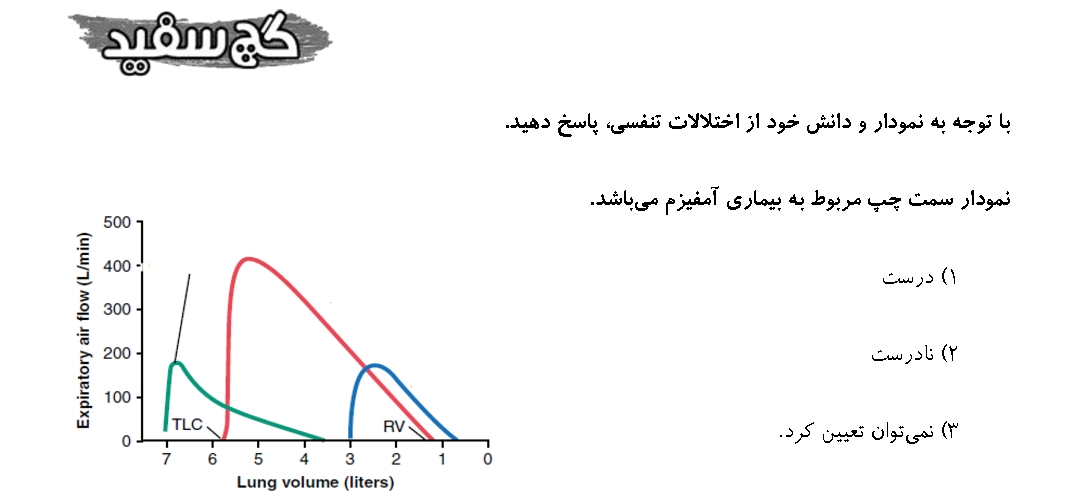 گچ سفید
با توجه به نمودار و دانش خود از اختلالات تنفسی، پاسخ دهید.
نمودار سمت چپ مربوط به بیماری آمفیزم می‌باشد.
۱) درست
۲) نادرست
۳) نمی‌توان تعیین کرد.
Expiratory air flow (L/min)
500
400
300
200
100
0
TLC
RV
7 6 5 4 3 2 1 0
Lung volume (liters)